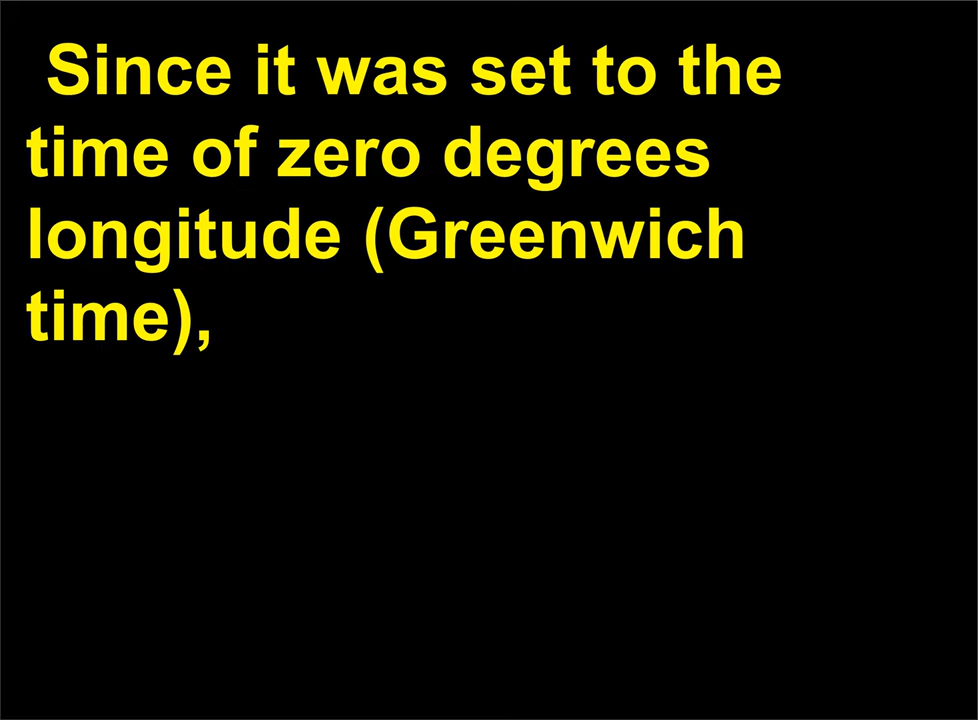 Since it was set to the
time of zero degrees
longitude (Greenwich
time),